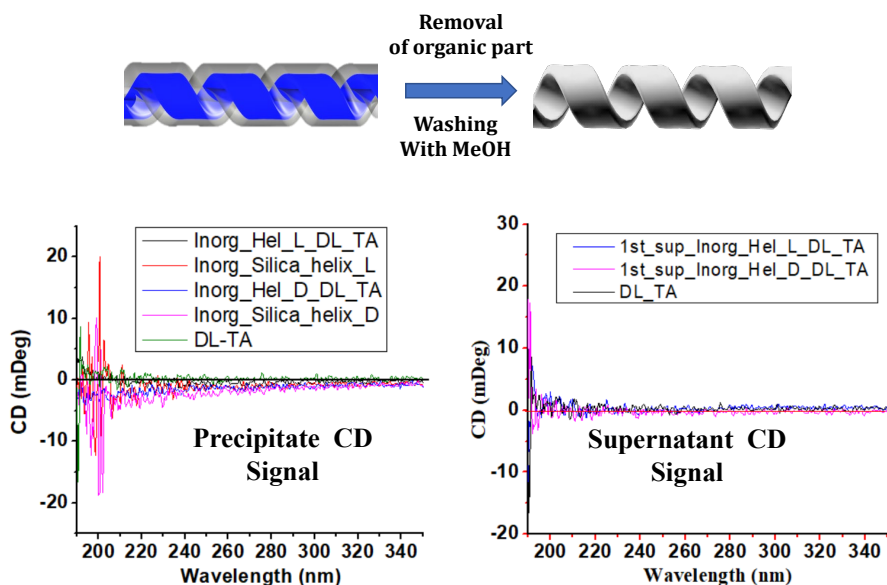 Removal
of organic part
Washing
With MeOH
Inorg_Hel_L_DL_TA
Inorg_Silica_helix_L
Inorg_Hel_D_DL_TA
Inorg_Silica_helix_D
DL-TA
20
10
0
-10
-20
CD (mDeg)
Precipitate CD
Signal
200 220 240 260 280 300 320 340
Wavelength (nm)
1st_sup_Inorg_Hel_L_DL_TA
1st_sup_Inorg_Hel_D_DL_TA
DL_TA
30
20
10
0
-10
-20
CD (mDeg)
Supernatant CD
Signal
200 220 240 260 280 300 320 340
Wavelength (nm)